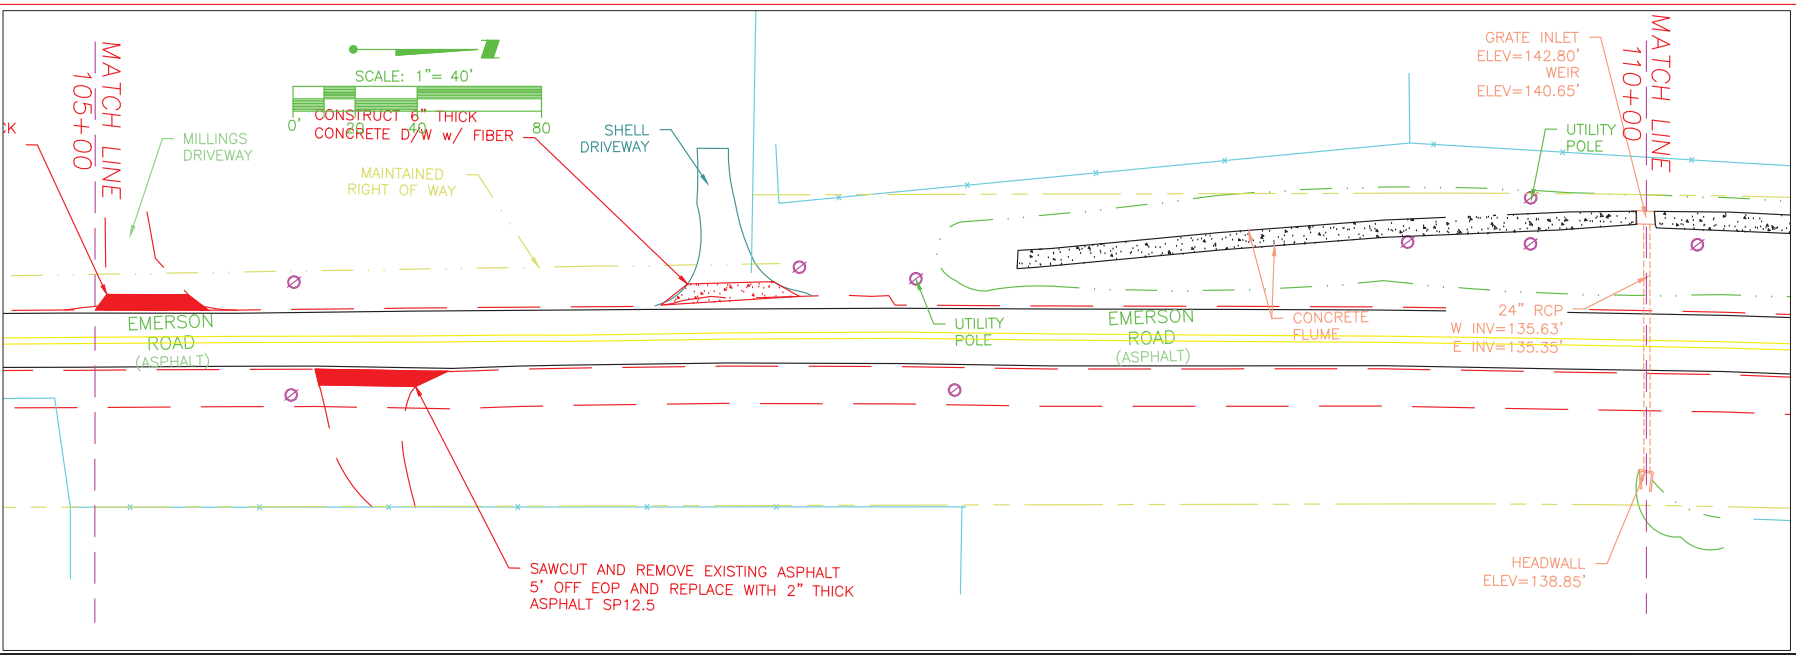 MATCH LINE
105+00
CK
MILLINGS
DRIVEWAY
SCALE: 1"= 40'
0'
20
40
80
CONSTRUCT 6" THICK
CONCRETE D/W w/ FIBER
MAINTAINED
RIGHT OF WAY
SHELL
DRIVEWAY
GRATE INLET
ELEV=142.80'
WEIR
ELEV=140.65'
MATCH LINE
110+00
UTILITY
POLE
EMERSON
ROAD
(ASPHALT)
UTILITY
POLE
EMERSON
ROAD
(ASPHALT)
CONCRETE
FLUME
24" RCP
W INV=135.63'
E INV=135.35'
SAWCUT AND REMOVE EXISTING ASPHALT
5' OFF EOP AND REPLACE WITH 2" THICK
ASPHALT SP12.5
HEADWALL
ELEV=138.85'